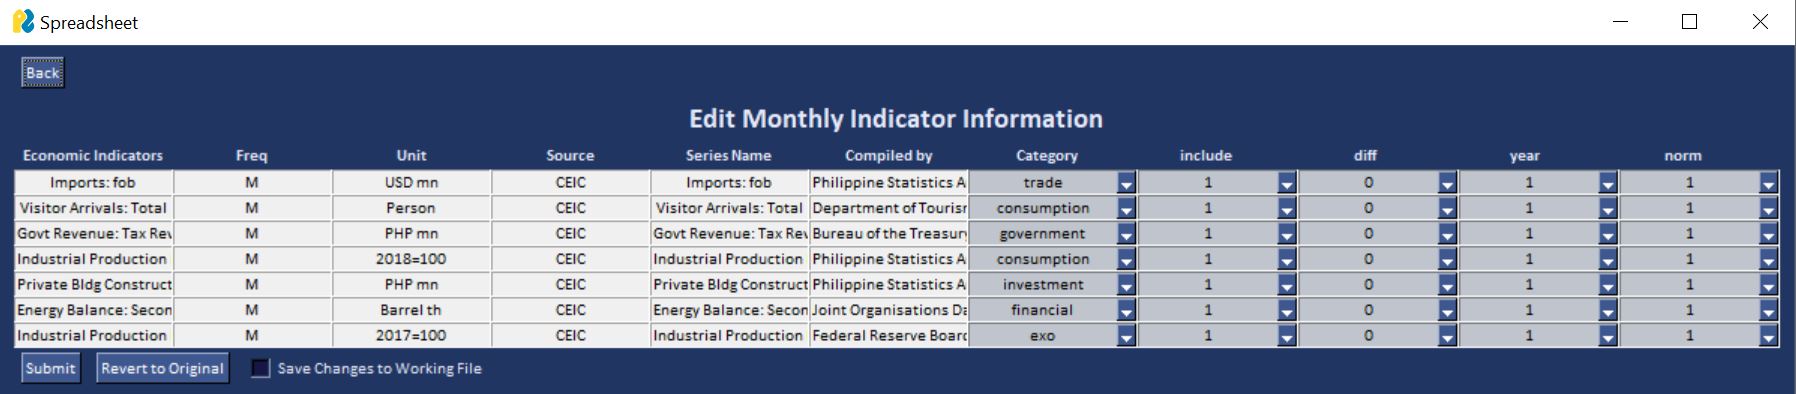 Spreadsheet
Back
Edit Monthly Indicator Information
Economic Indicators Freq Unit Source Series Name Compiled by Category include diff year norm
Imports: fob M USD mn CEIC Imports: fob Philippine Statistics A trade 1 0 1 1
Visitor Arrivals: Total M Person CEIC Visitor Arrivals: Total Department of Tourisr consumption 1 0 1 1
Govt Revenue: Tax Rev M PHP mn CEIC Govt Revenue: Tax Rev Bureau of the Treasury government 1 0 1 1
Industrial Production M 2018=100 CEIC Industrial Production Philippine Statistics A consumption 1 0 1 1
Private Bldg Construct M PHP mn CEIC Private Bldg Construct Philippine Statistics A investment 1 0 1 1
Energy Balance: Secon M Barrel th CEIC Energy Balance: Secon Joint Organisations Da financial 1 0 1 1
Industrial Production M 2017=100 CEIC Industrial Production Federal Reserve Board exo 1 0 1 1
Submit Revert to Original Save Changes to Working File